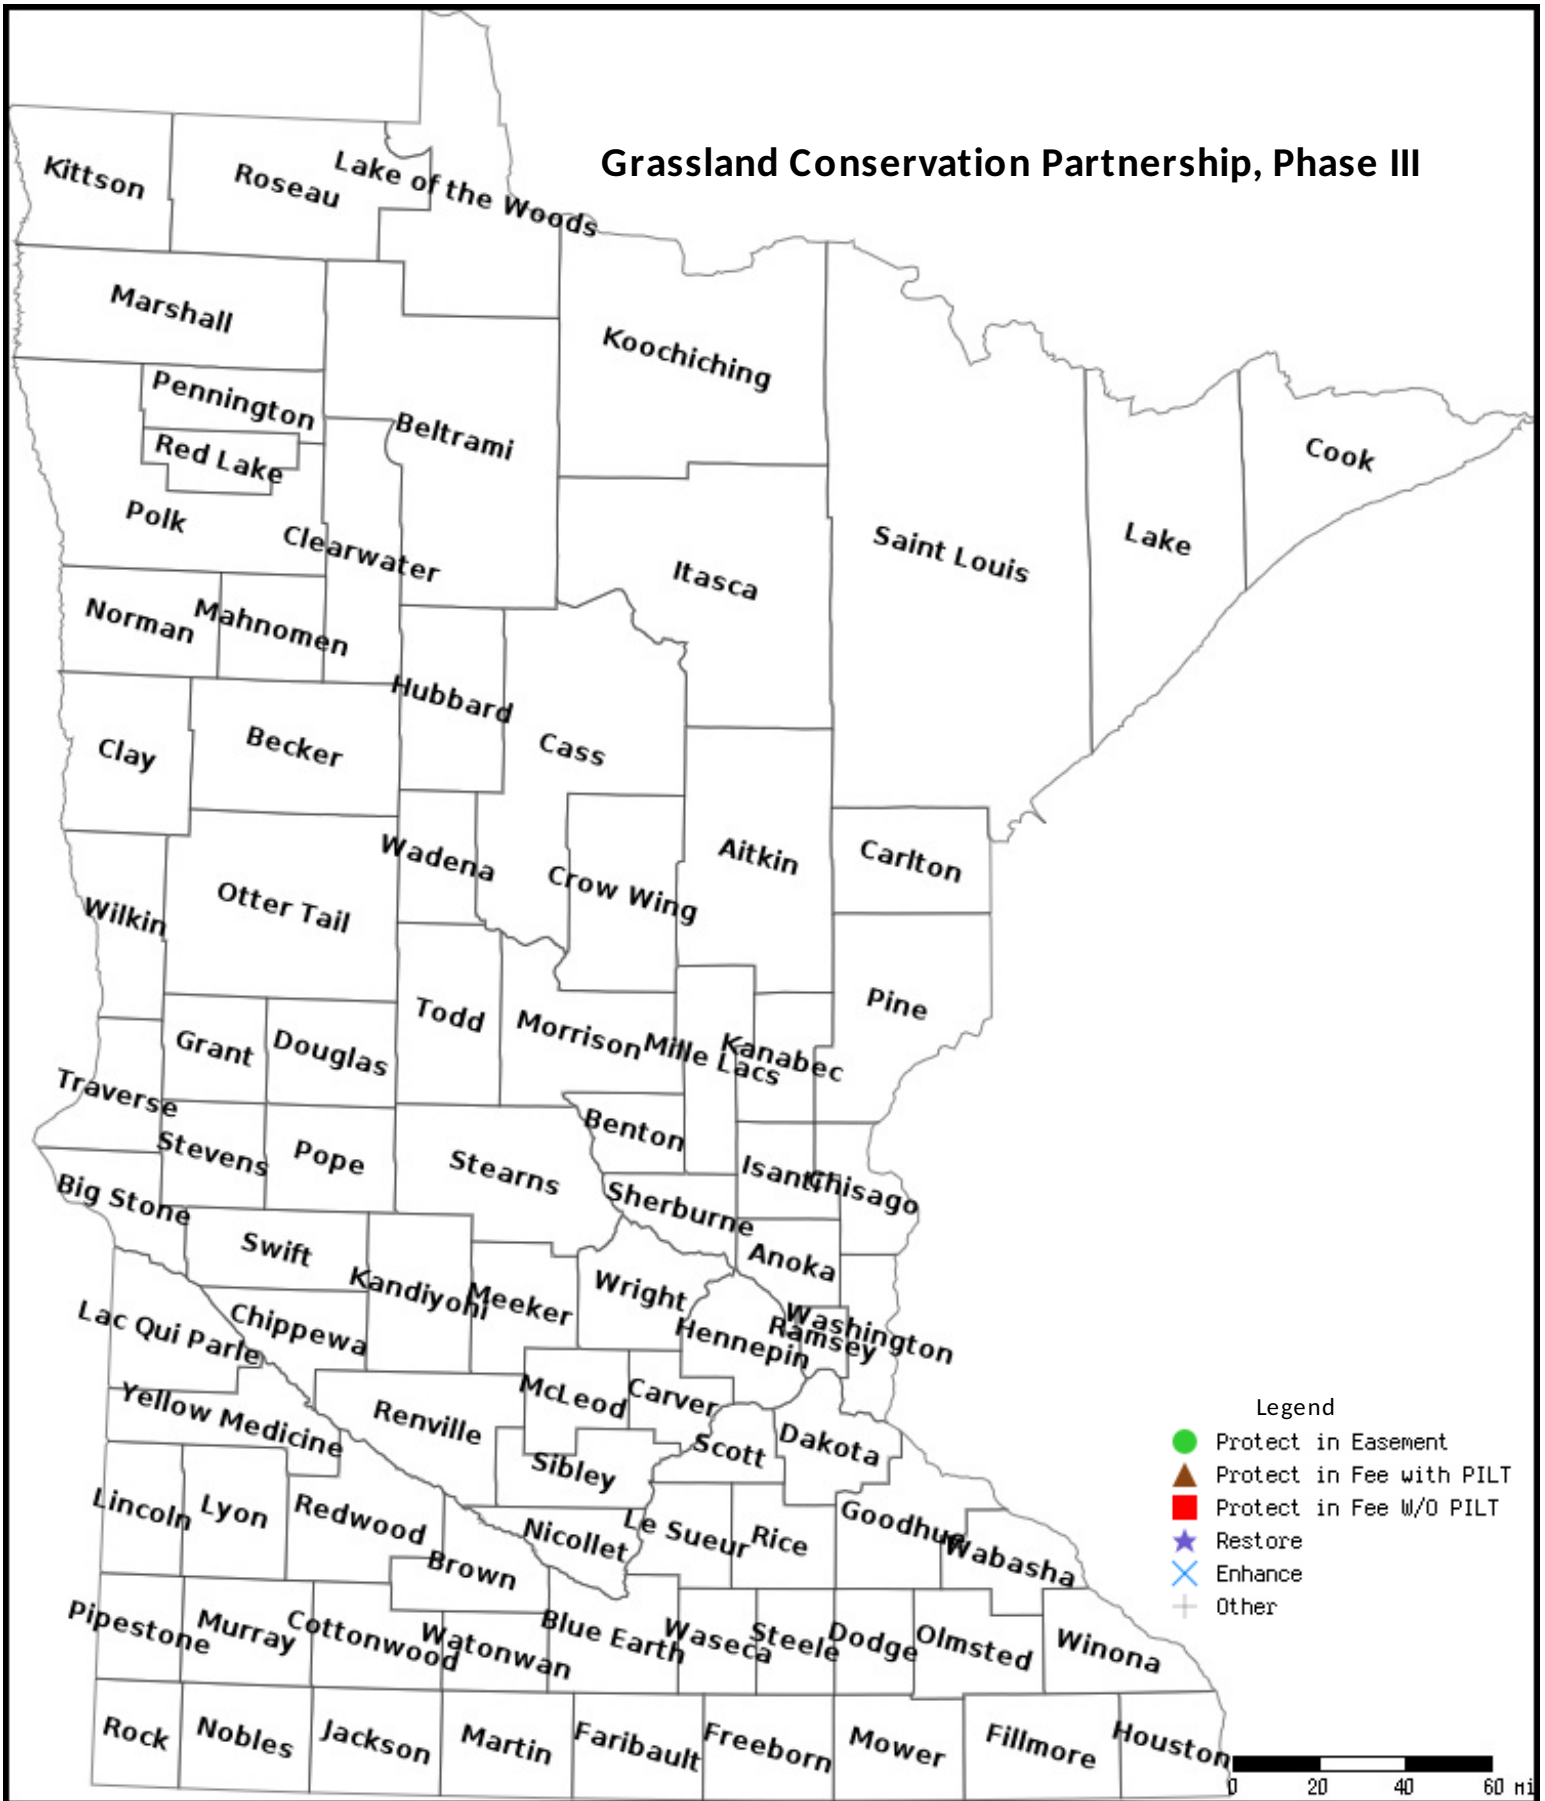 Grassland Conservation Partnership, Phase III
Kittson
Roseau
Lake of the Woods
Marshall
Koochiching
Pennington
Beltrami
Red Lake
Cook
Polk
Clearwater
Saint Louis
Lake
Itasca
Norman
Mahnomen
Hubbard
Clay
Becker
Cass
Wadena
Aitkin
Carlton
Crow Wing
Otter Tail
Wilkin
Pine
Todd
Morrison
Mille Lacs
Kanabec
Grant
Douglas
Traverse
Benton
Stevens
Pope
Stearns
Isanti
Chisago
Big Stone
Sherburne
Swift
Anoka
Kandiyohi
Meeker
Wright
Washington
Ramsey
Hennepin
Lac Qui Parle
Chippewa
McLeod
Carver
Yellow Medicine
Renville
Scott
Dakota
Sibley
Legend
Protect in Easement
Protect in Fee with PILT
Protect in Fee W/O PILT
Restore
Enhance
Other
Lincoln
Lyon
Redwood
Nicollet
Le Sueur
Rice
Goodhue
Wabasha
Brown
Pipestone
Murray
Cottonwood
Watonwan
Blue Earth
Waseca
Steele
Dodge
Olmsted
Winona
Rock
Nobles
Jackson
Martin
Faribault
Freeborn
Mower
Fillmore
Houston
0 20 40 60 mi